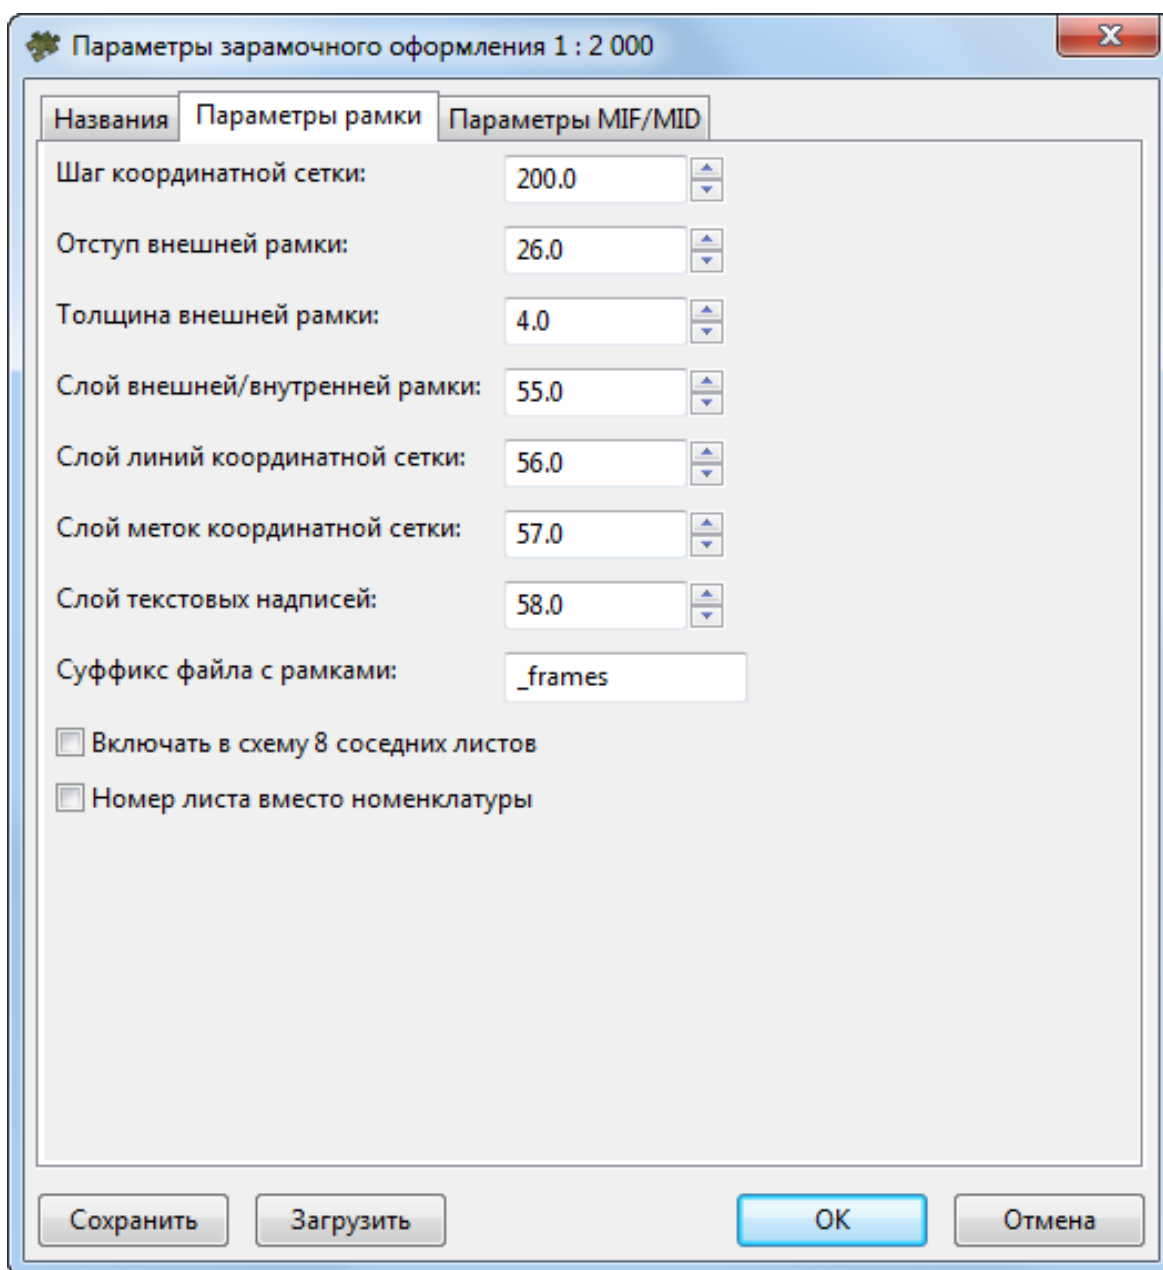 Параметры зарамочного оформления 1 : 2 000
Названия Параметры рамки Параметры MIF/MID
Шаг координатной сетки: 200.0
Отступ внешней рамки: 26.0
Толщина внешней рамки: 4.0
Слой внешней/внутренней рамки: 55.0
Слой линий координатной сетки: 56.0
Слой меток координатной сетки: 57.0
Слой текстовых надписей: 58.0
Суффикс файла с рамками: _frames
Включать в схему 8 соседних листов
Номер листа вместо номенклатуры
Сохранить Загрузить OK Отмена